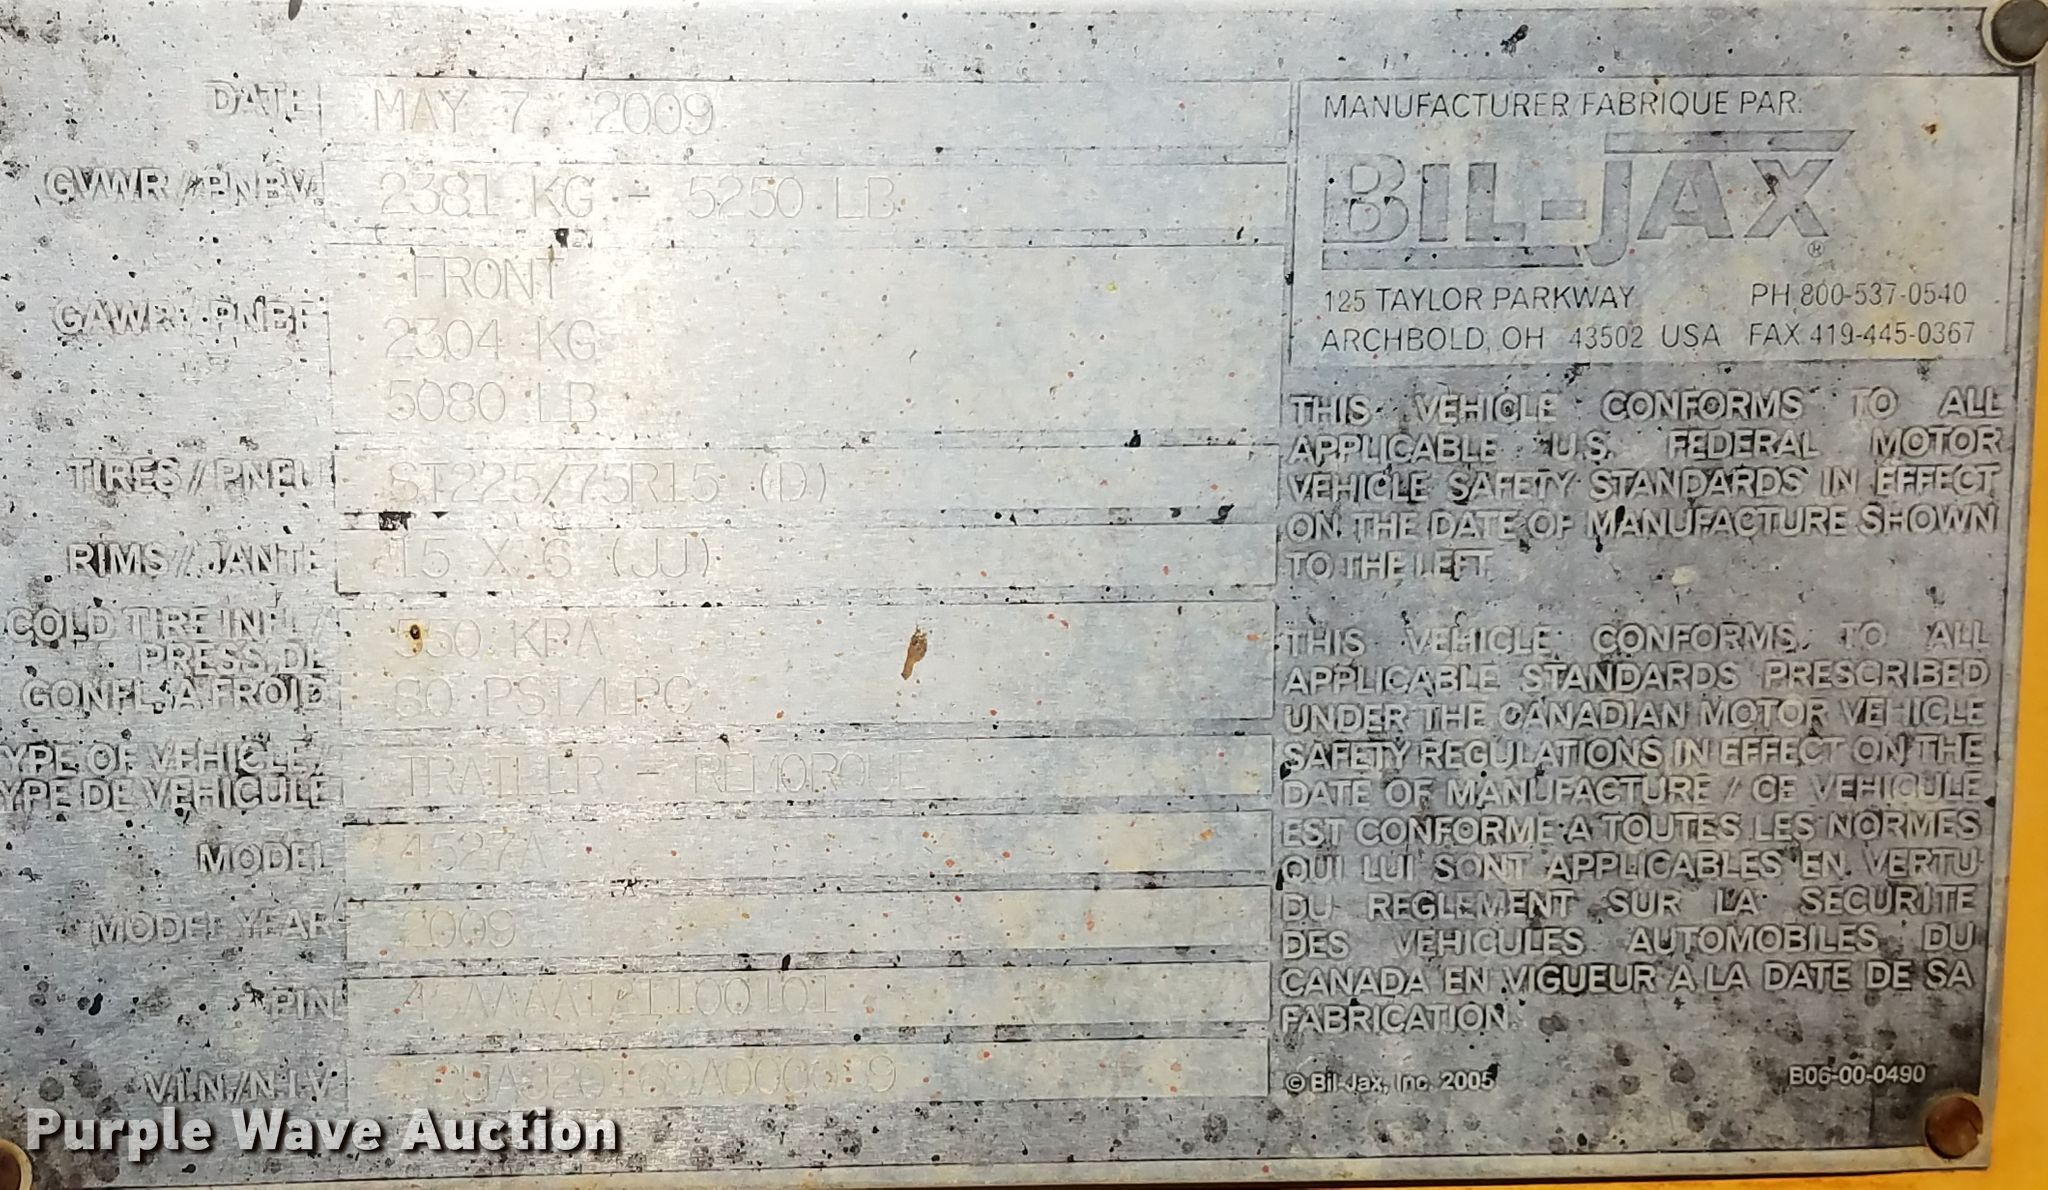 DATE MAY 7, 2009
GVWR / PNBV 2381 KG - 5250 LB
FRONT
GAWRF PNBE 2304 KG
5080 LB
TIRES / PNEU ST225/75R15 (D)
RIMS / JANTE 15 X 6 (JJ)
COLD TIRE INFL / 550 KPA
PRESS. DE
GONFL. A FROID 80 PSI/LPC
YPE OF VEHICLE / TRAILER - REMORQUE
YPE DE VEHICULE
MODEL 4527A
MODEL YEAR 2009
PIN
V.I.N / N.I.V
MANUFACTURER/FABRIQUE PAR:
BIL-JAX®
125 TAYLOR PARKWAY PH 800-537-0540
ARCHBOLD, OH 43502 USA FAX 419-445-0367
THIS VEHICLE CONFORMS TO ALL
APPLICABLE U.S. FEDERAL MOTOR
VEHICLE SAFETY STANDARDS IN EFFECT
ON THE DATE OF MANUFACTURE SHOWN
TO THE LEFT.
THIS VEHICLE CONFORMS TO ALL
APPLICABLE STANDARDS PRESCRIBED
UNDER THE CANADIAN MOTOR VEHICLE
SAFETY REGULATIONS IN EFFECT ON THE
DATE OF MANUFACTURE / CE VEHICULE
EST CONFORME A TOUTES LES NORMES
QUI LUI SONT APPLICABLES EN VERTU
DU REGLEMENT SUR LA SECURITE
DES VEHICULES AUTOMOBILES DU
CANADA EN VIGUEUR A LA DATE DE SA
FABRICATION.
© Bil-Jax, Inc. 2005 B06-00-0490
Purple Wave Auction